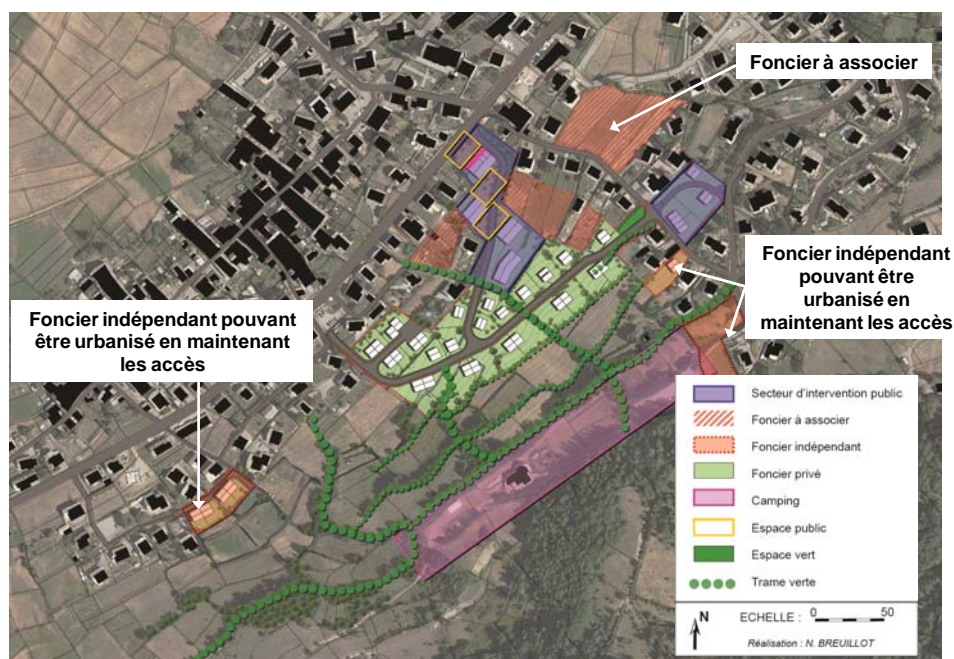 Foncier à associer
Foncier indépendant
pouvant être
urbanisé en
maintenant les accès
Foncier indépendant pouvant
être urbanisé en maintenant
les accès
Secteur d'intervention public
Foncier à associer
Foncier indépendant
Foncier privé
Camping
Espace public
Espace vert
Trame verte
N
ECHELLE : 0 50
Réalisation : N. BREUILLOT